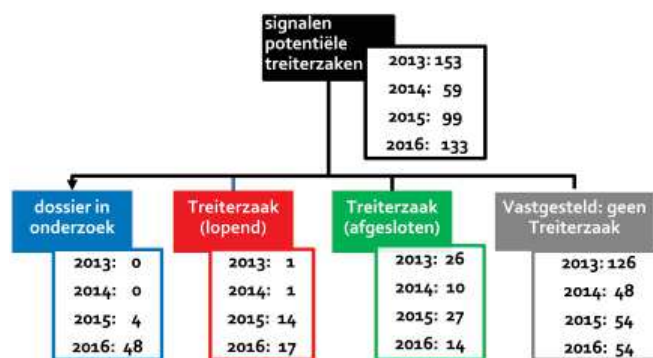 signalen
potentiële
treiterzaken
2013: 153
2014: 59
2015: 99
2016: 133
dossier in
onderzoek
2013: 0
2014: 0
2015: 4
2016: 48
Treiterzaak
(lopend)
2013: 1
2014: 1
2015: 14
2016: 17
Treiterzaak
(afgesloten)
2013: 26
2014: 10
2015: 27
2016: 14
Vastgesteld: geen
Treiterzaak
2013: 126
2014: 48
2015: 54
2016: 54